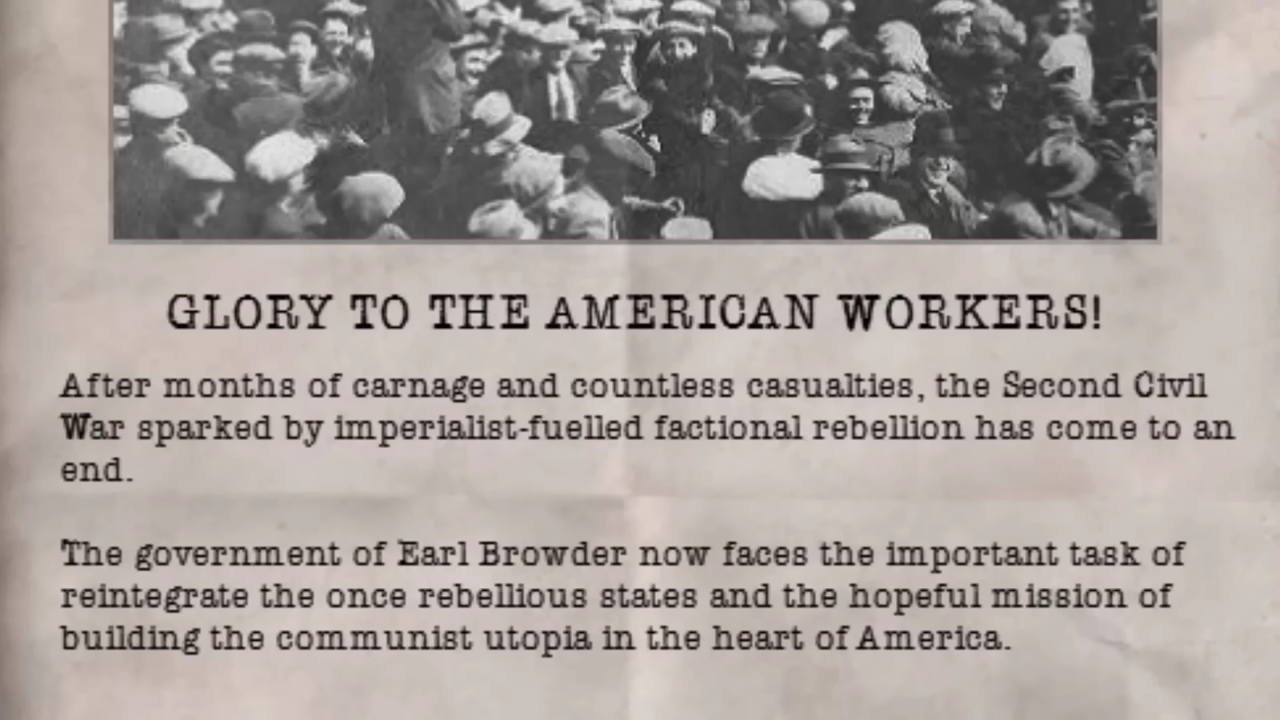 GLORY TO THE AMERICAN WORKERS!
After months of carnage and countless casualties, the Second Civil
War sparked by imperialist-fuelled factional rebellion has come to an
end.
The government of Earl Browder now faces the important task of
reintegrate the once rebellious states and the hopeful mission of
building the communist utopia in the heart of America.